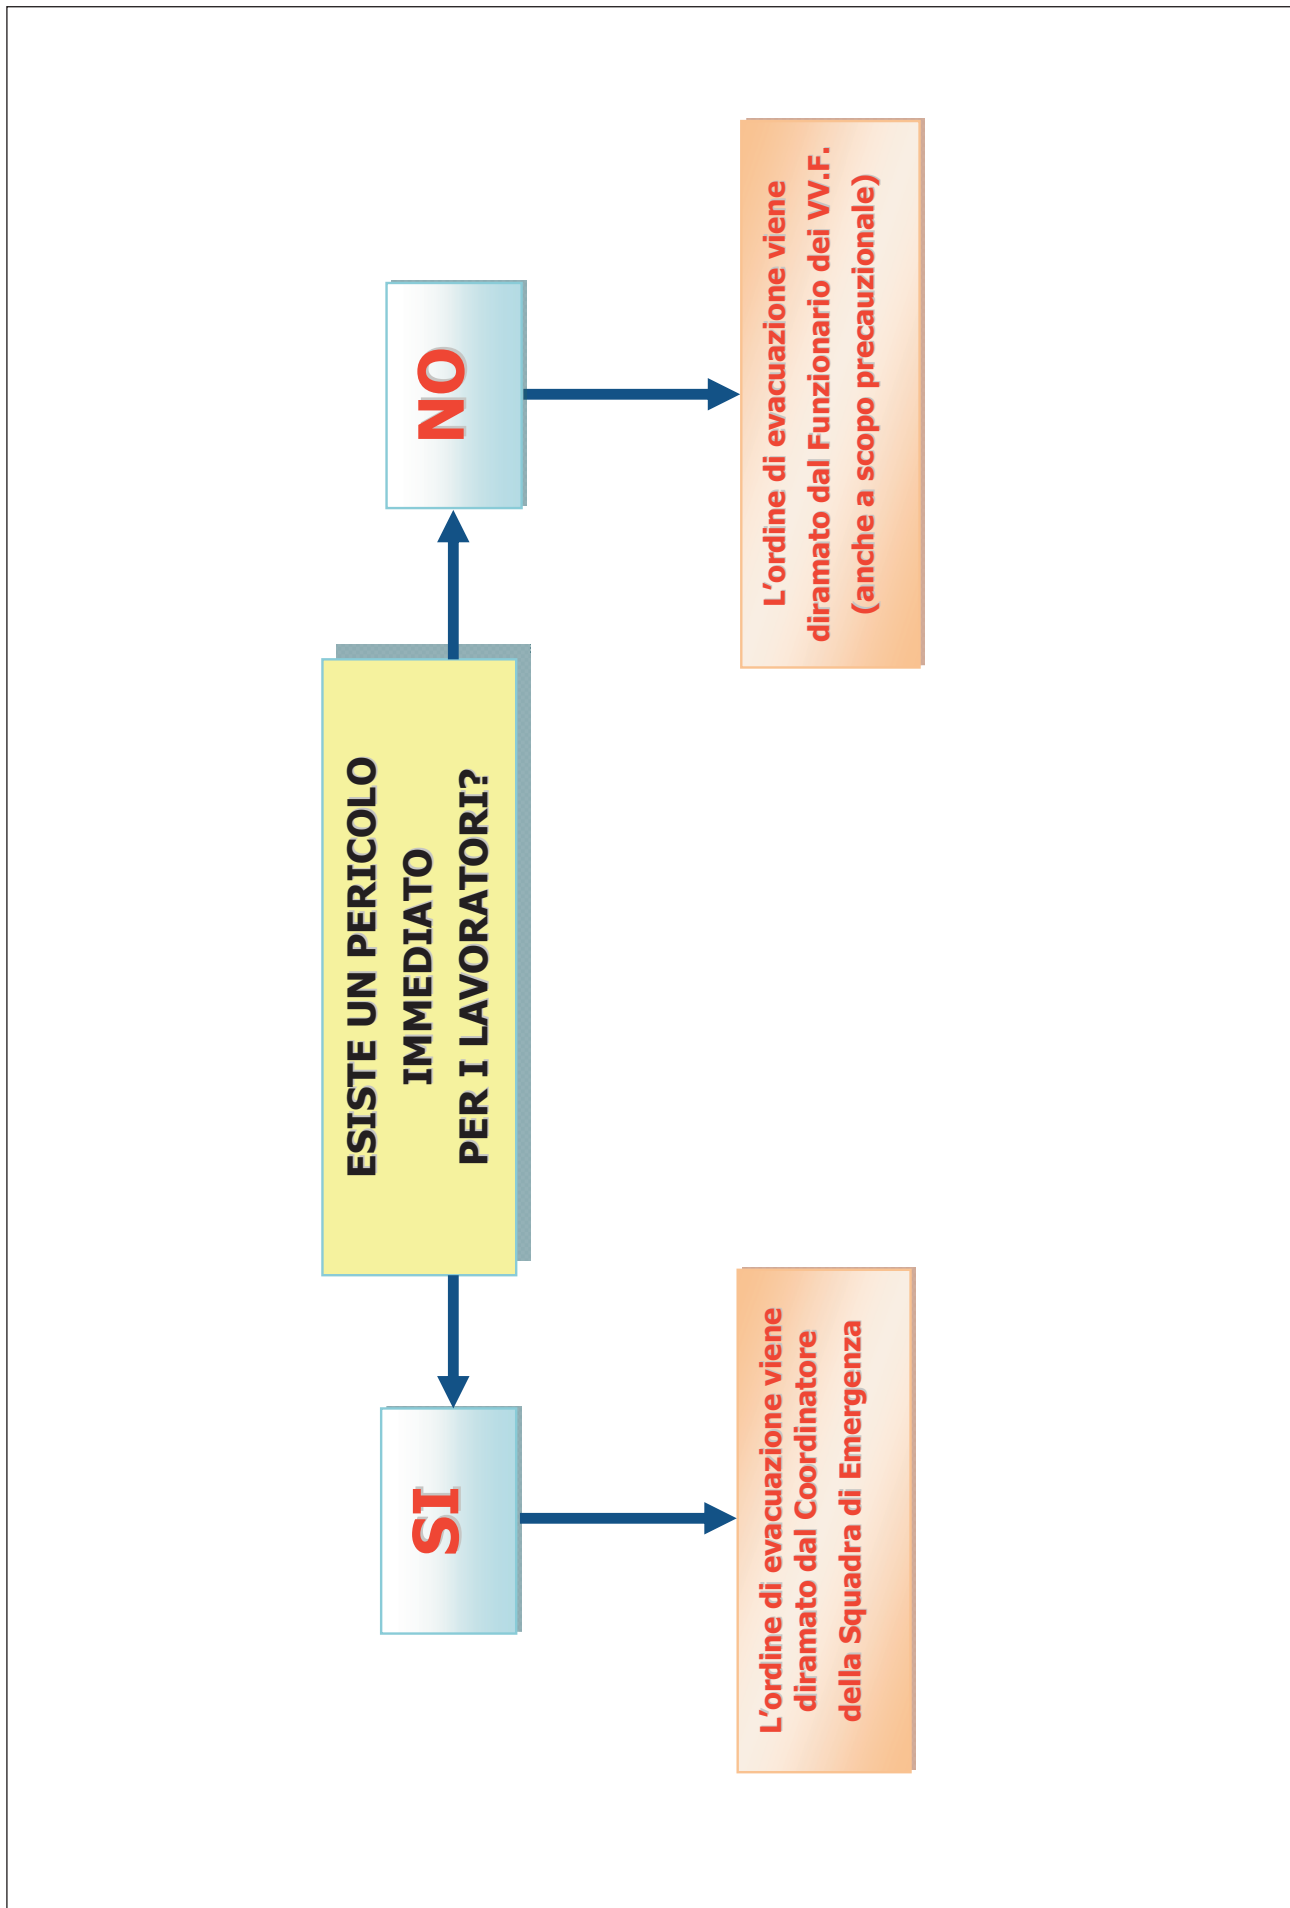 ESISTE UN PERICOLO
IMMEDIATO
PER I LAVORATORI?
SI
NO
L’ordine di evacuazione viene
diramato dal Coordinatore
della Squadra di Emergenza
L’ordine di evacuazione viene
diramato dal Funzionario dei VV.F.
(anche a scopo precauzionale)